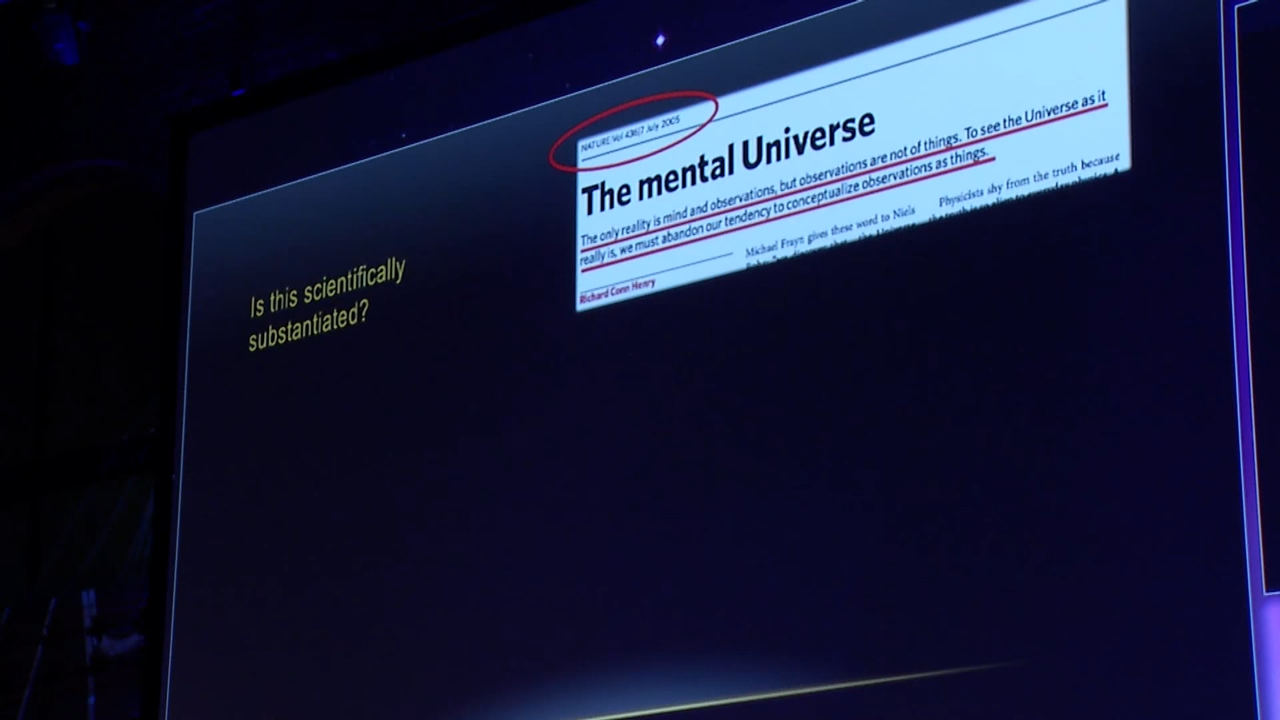 Is this scientifically
substantiated?
NATURE|Vol 436|7 July 2005
The mental Universe
The only reality is mind and observations, but observations are not of things. To see the Universe as it
really is, we must abandon our tendency to conceptualize observations as things.
Richard Conn Henry
Michael Frayn gives these word to Niels
Physicists shy from the truth because